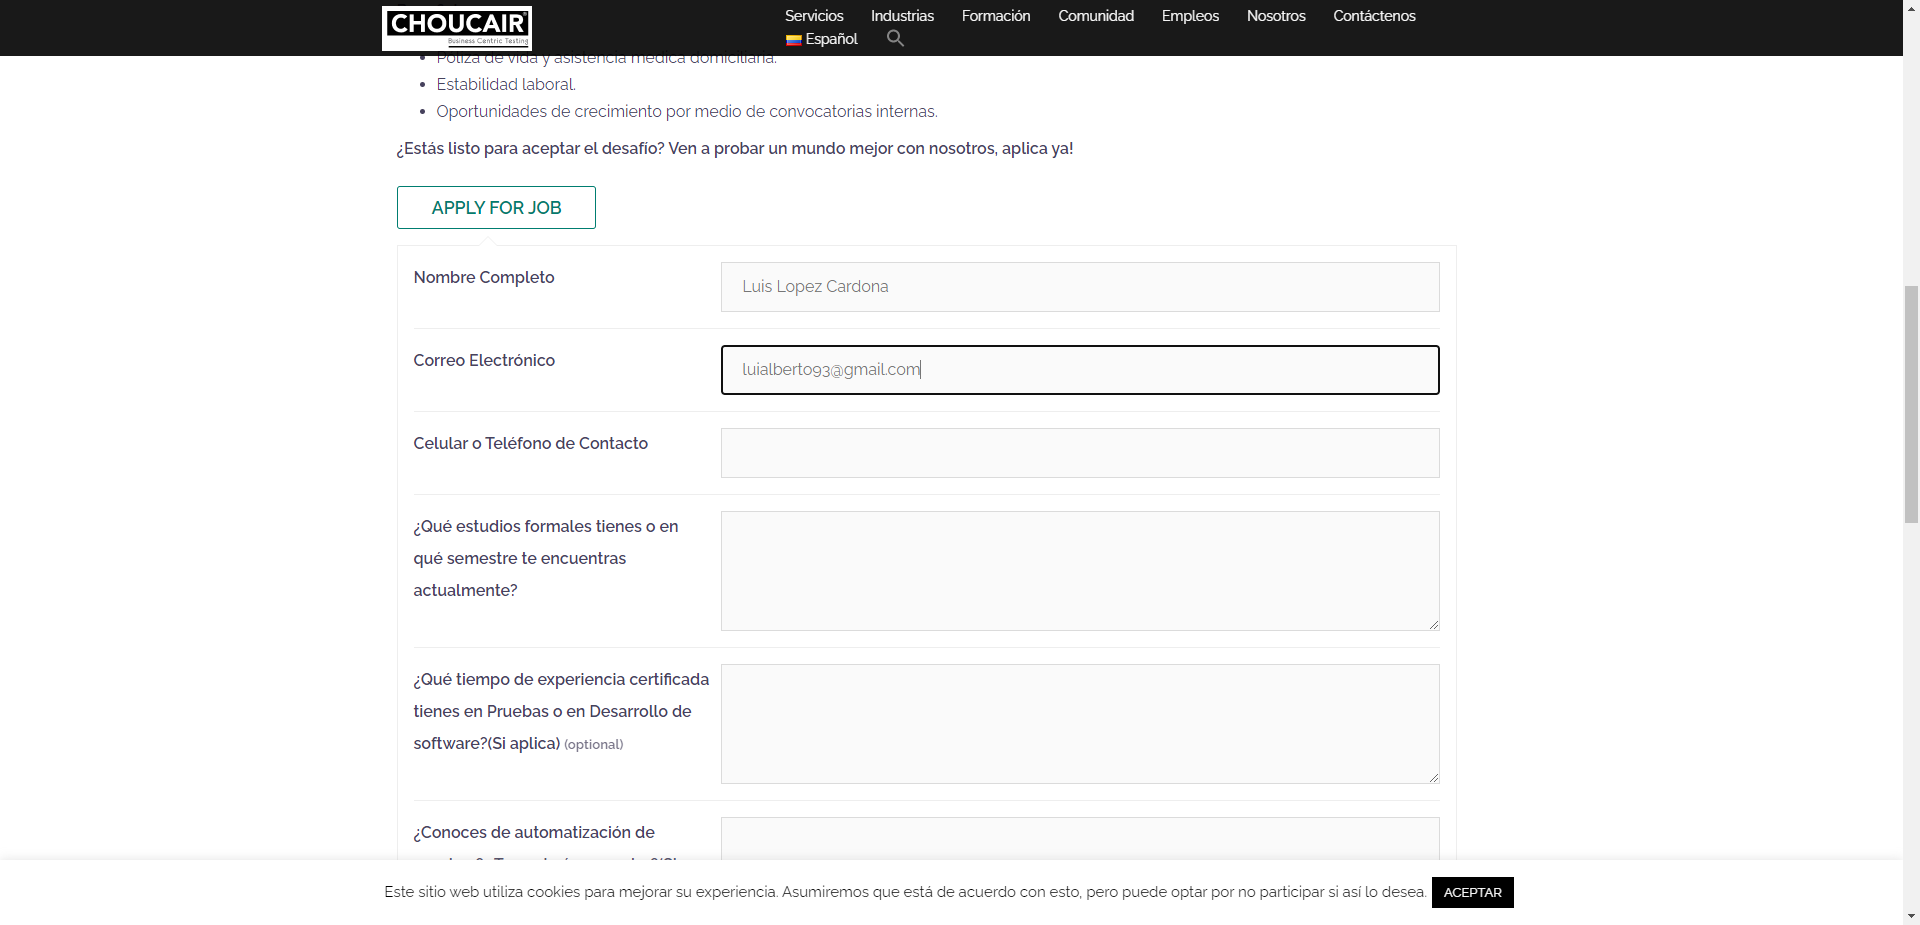 CHOUCAIR
Business Centric Testing
Servicios Industrias Formación Comunidad Empleos Nosotros Contáctenos
Español
Póliza de vida y asistencia médica domiciliaria.
Estabilidad laboral.
Oportunidades de crecimiento por medio de convocatorias internas.
¿Estás listo para aceptar el desafío? Ven a probar un mundo mejor con nosotros, aplica ya!
APPLY FOR JOB
Nombre Completo
Luis Lopez Cardona
Correo Electrónico
luialberto93@gmail.com
Celular o Teléfono de Contacto
¿Qué estudios formales tienes o en
qué semestre te encuentras
actualmente?
¿Qué tiempo de experiencia certificada
tienes en Pruebas o en Desarrollo de
software?(Si aplica) (optional)
¿Conoces de automatización de
Este sitio web utiliza cookies para mejorar su experiencia. Asumiremos que está de acuerdo con esto, pero puede optar por no participar si así lo desea. ACEPTAR